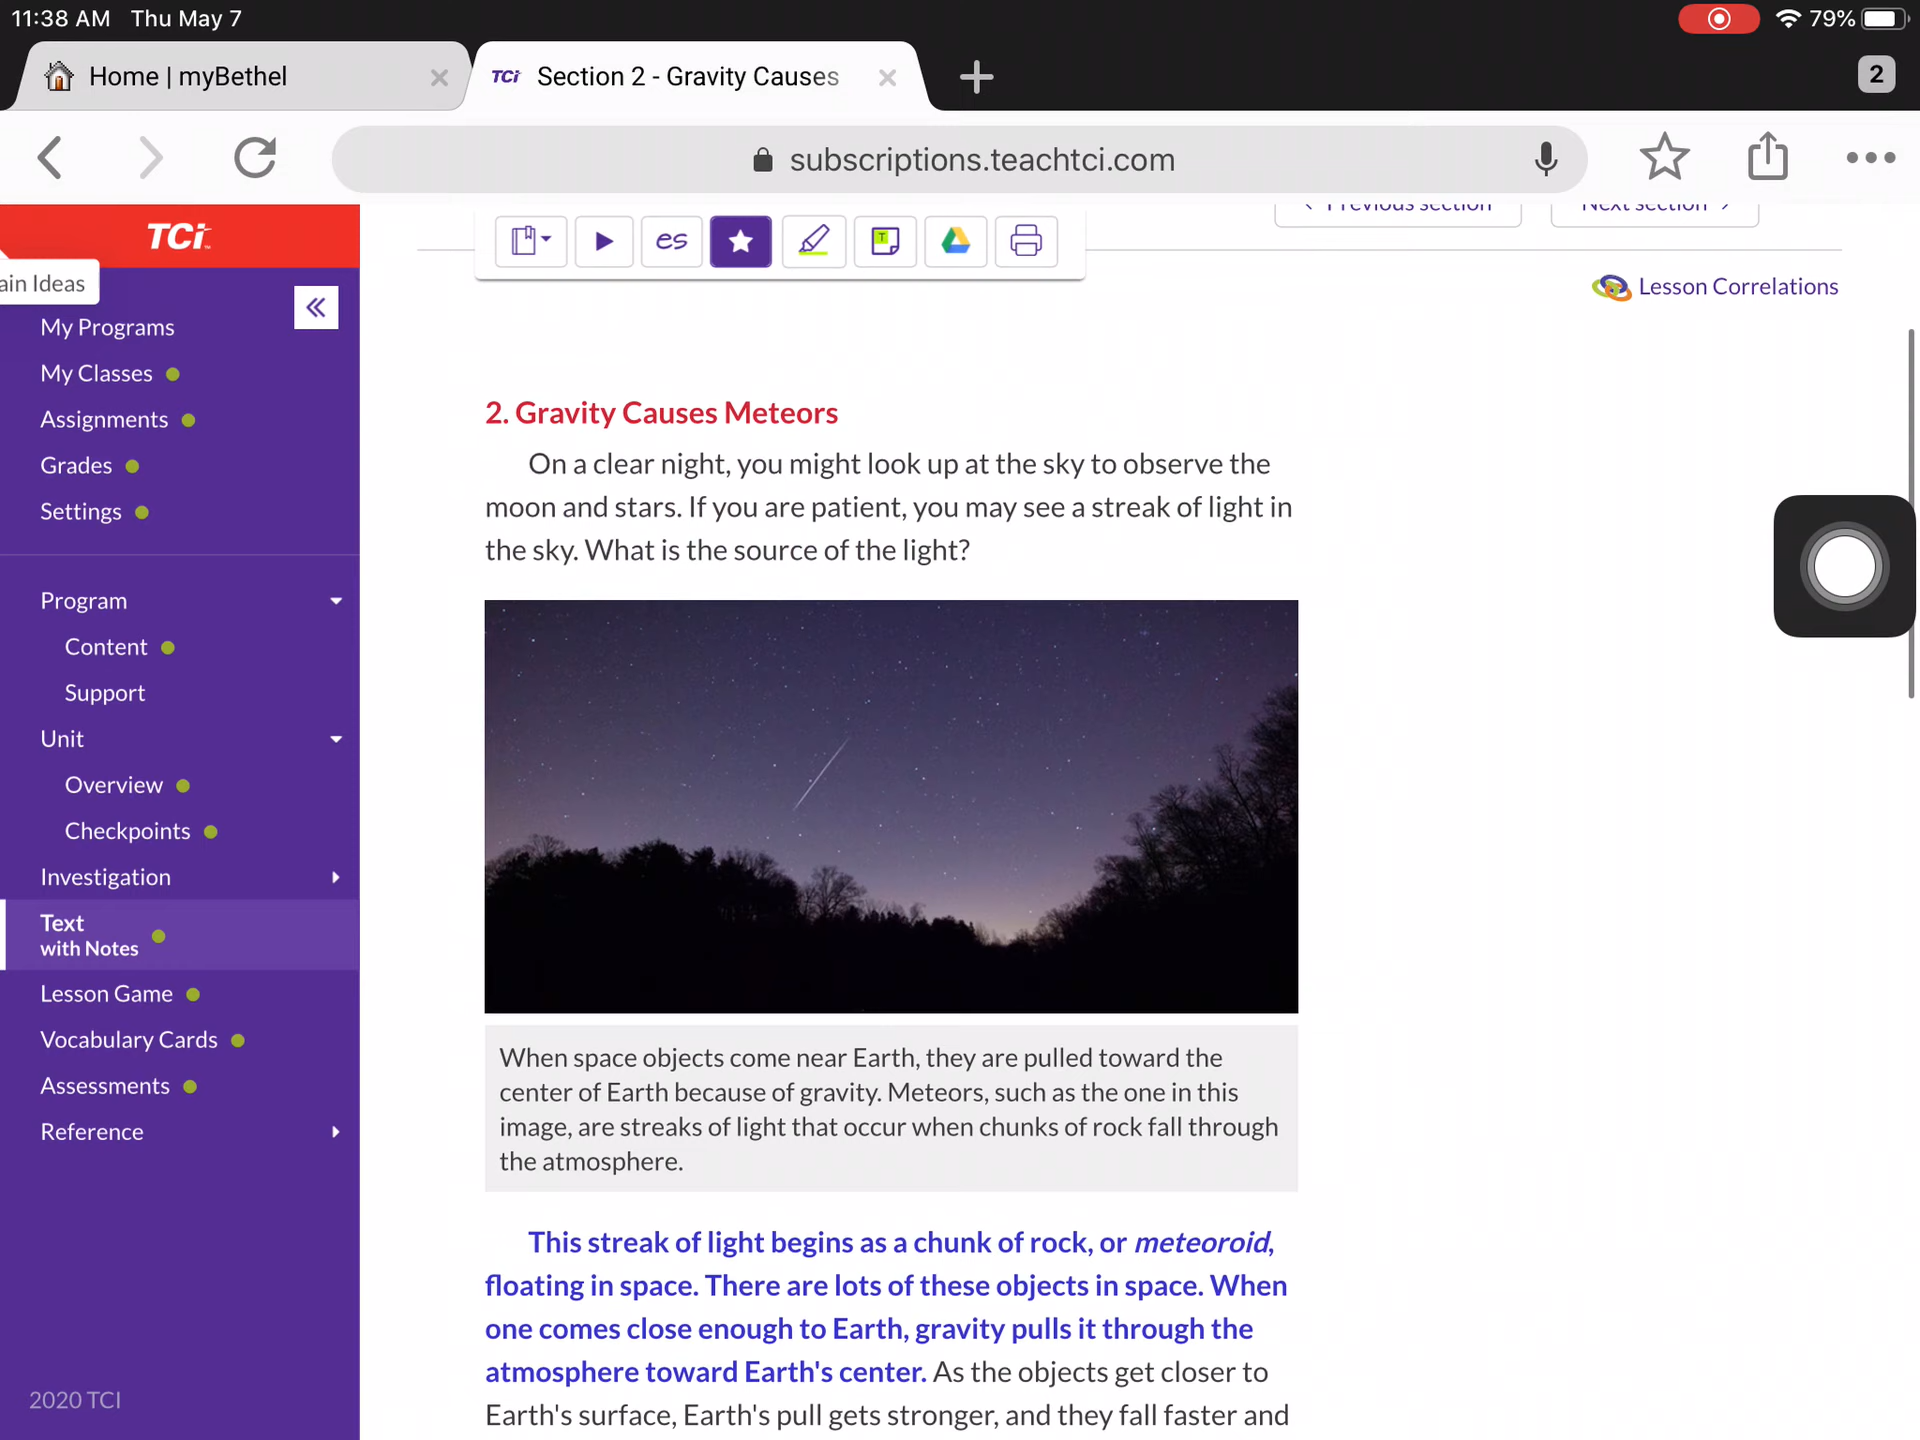 11:38 AM Thu May 7
79%
Home | myBethel
TCi Section 2 - Gravity Causes
2
subscriptions.teachtci.com
TCi
Previous section
Next section
es
T
Lesson Correlations
ain Ideas
My Programs
My Classes
Assignments
Grades
Settings
Program
Content
Support
Unit
Overview
Checkpoints
Investigation
Text
with Notes
Lesson Game
Vocabulary Cards
Assessments
Reference
2020 TCI
2. Gravity Causes Meteors
On a clear night, you might look up at the sky to observe the
moon and stars. If you are patient, you may see a streak of light in
the sky. What is the source of the light?
When space objects come near Earth, they are pulled toward the
center of Earth because of gravity. Meteors, such as the one in this
image, are streaks of light that occur when chunks of rock fall through
the atmosphere.
This streak of light begins as a chunk of rock, or meteoroid,
floating in space. There are lots of these objects in space. When
one comes close enough to Earth, gravity pulls it through the
atmosphere toward Earth's center. As the objects get closer to
Earth's surface, Earth's pull gets stronger, and they fall faster and